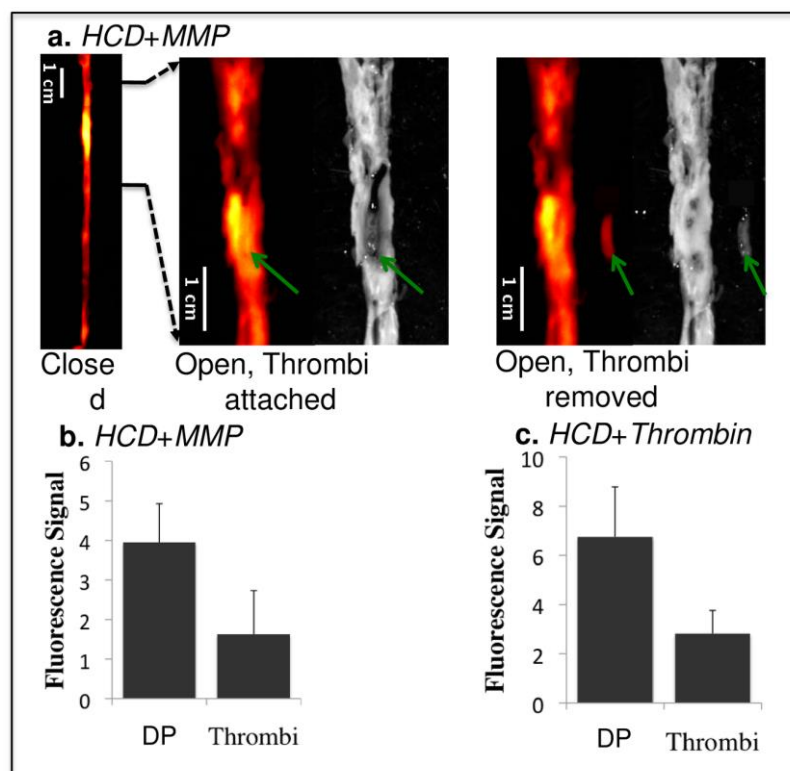 a. HCD+MMP
1 cm
1 cm
1 cm
Close
d
Open, Thrombi
attached
Open, Thrombi
removed
b. HCD+MMP
Fluorescence Signal
6
5
4
3
2
1
0
DP Thrombi
c. HCD+Thrombin
Fluorescence Signal
10
8
6
4
2
0
DP Thrombi